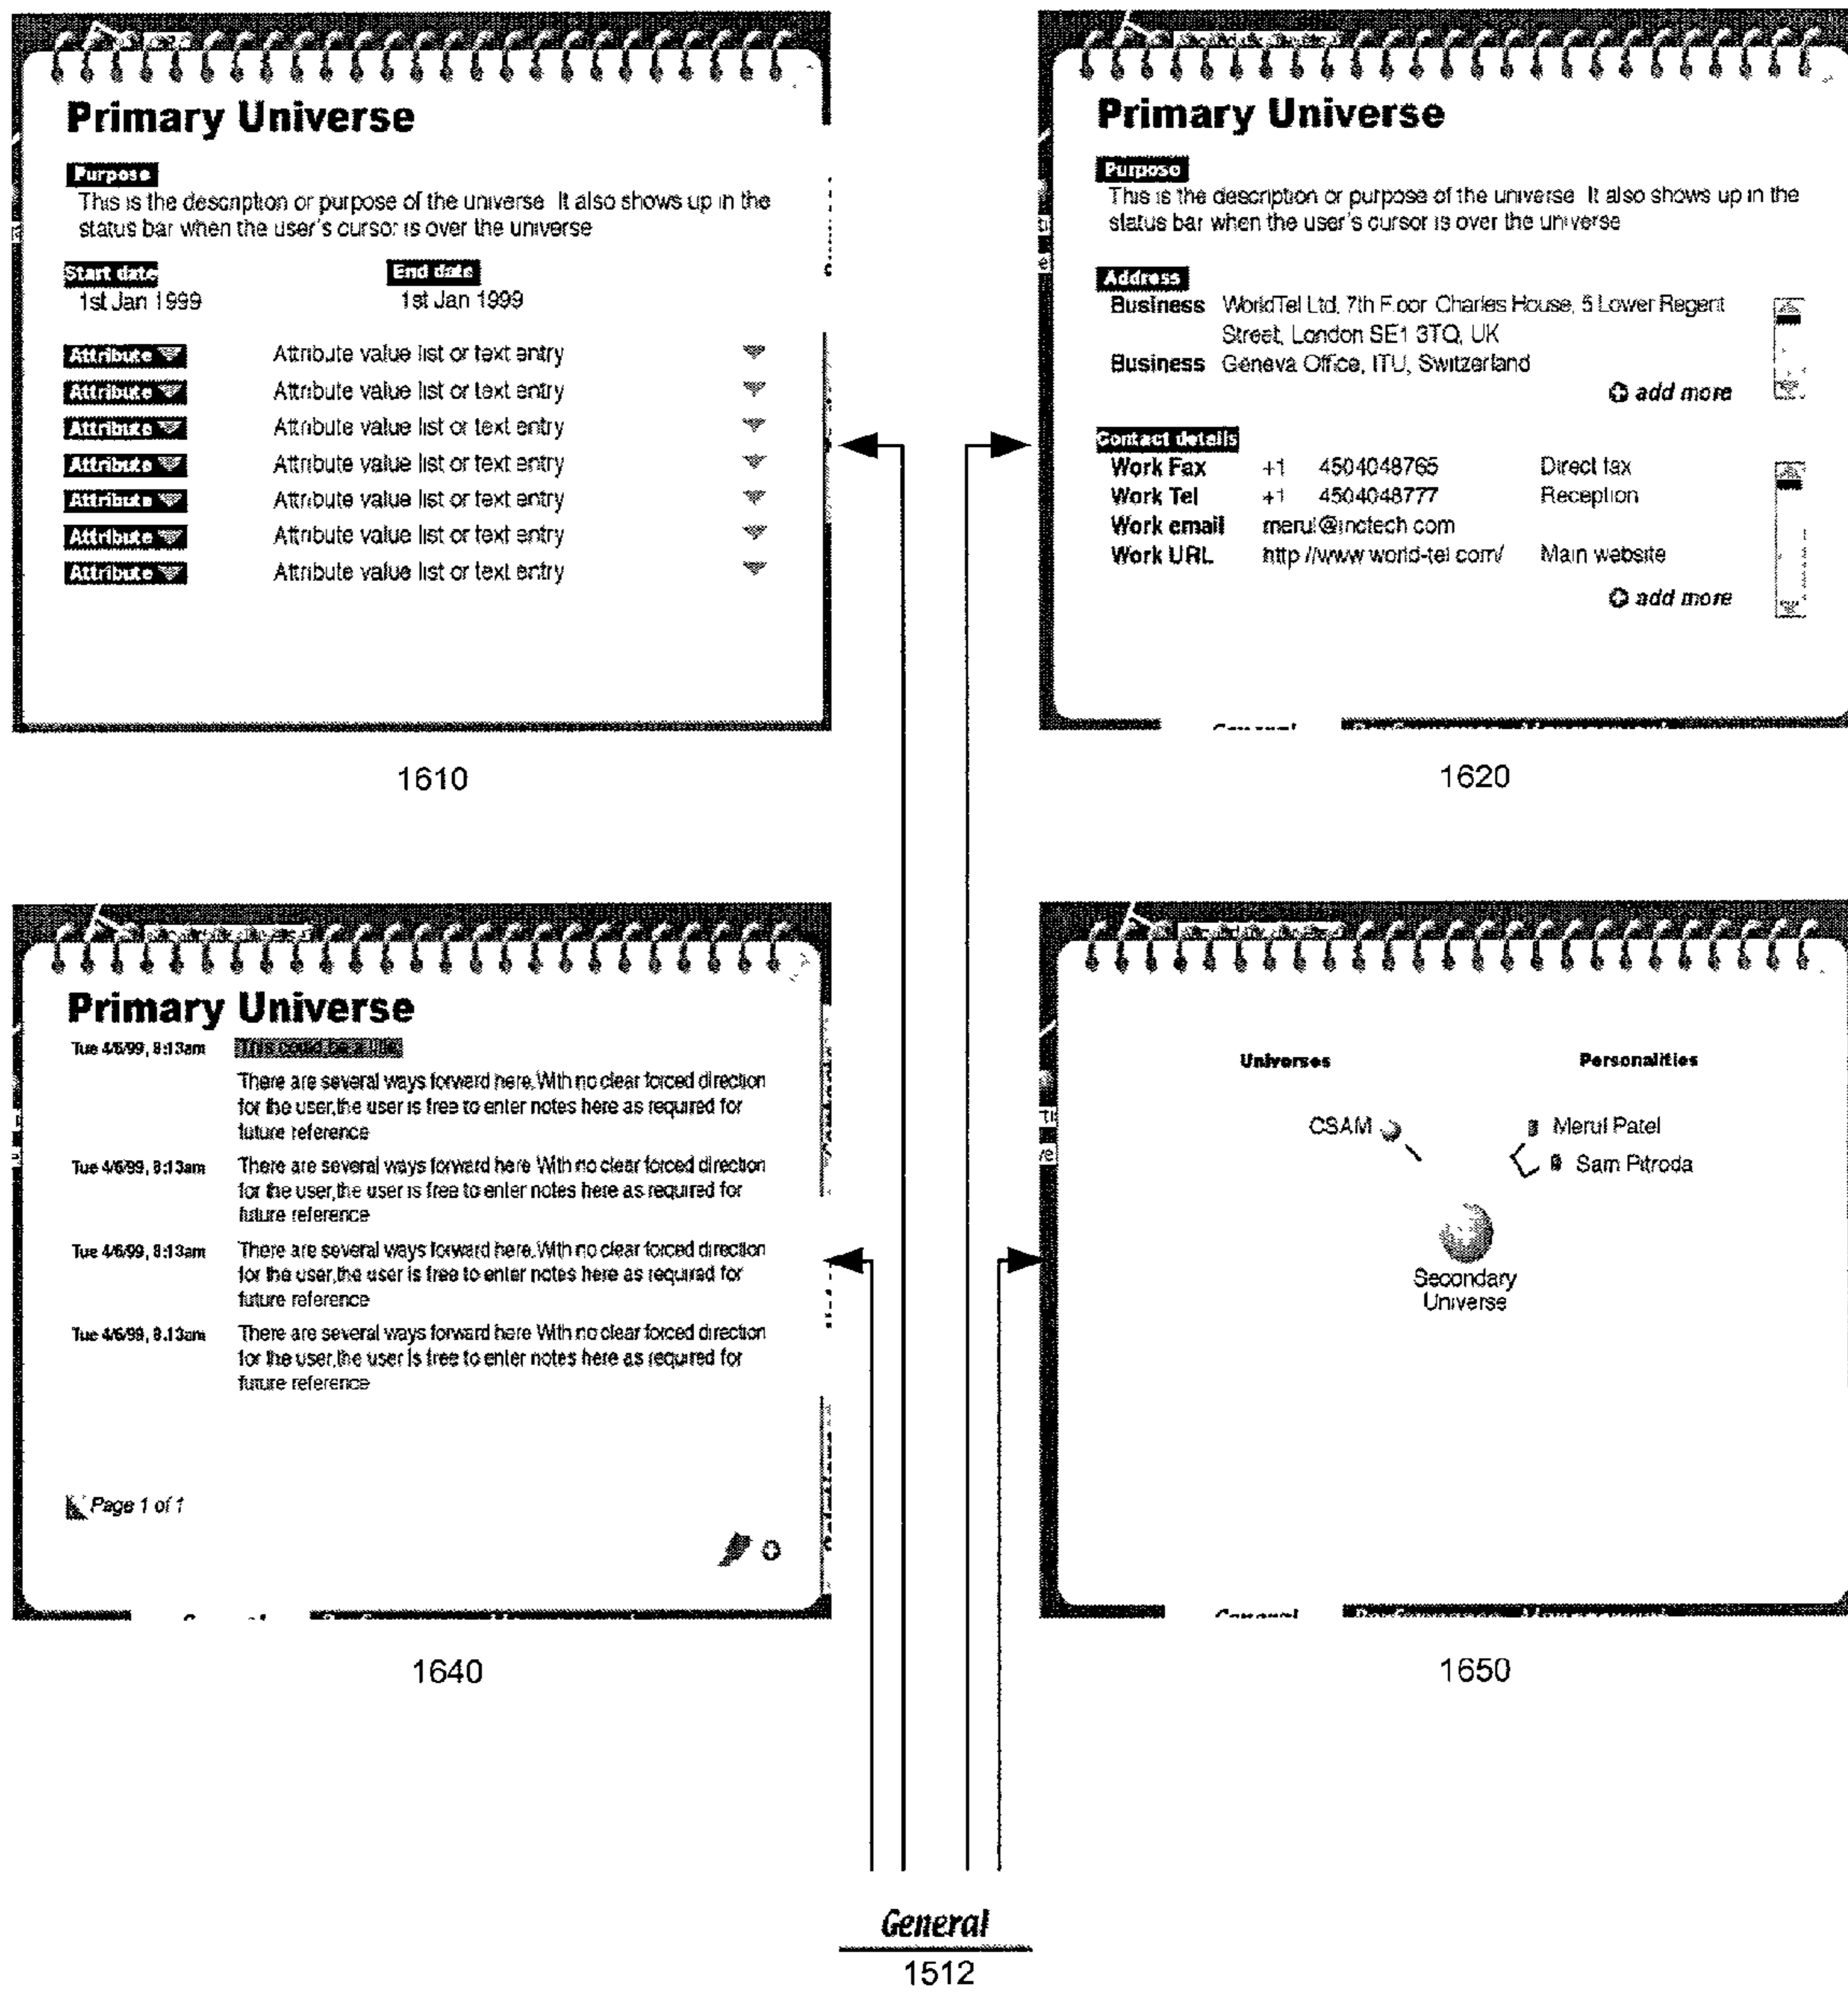 Primary Universe
Purpose
This is the description or purpose of the universe It also shows up in the
status bar when the user's cursor is over the universe
Start date End date
1st Jan 1999 1st Jan 1999
Attribute Attribute value list or text entry
Attribute Attribute value list or text entry
Attribute Attribute value list or text entry
Attribute Attribute value list or text entry
Attribute Attribute value list or text entry
Attribute Attribute value list or text entry
Attribute Attribute value list or text entry
1610
Primary Universe
Purpose
This is the description or purpose of the universe It also shows up in the
status bar when the user's cursor is over the universe
Address
Business WorldTel Ltd, 7th Floor Charles House, 5 Lower Regent
Street, London SE1 3TQ, UK
Business Geneva Office, ITU, Switzerland
add more
Contact details
Work Fax +1 4504048765 Direct fax
Work Tel +1 4504048777 Reception
Work email merul@inctech com
Work URL http //www world-tel com/ Main website
add more
General
1620
Primary Universe
Tue 4/6/99, 8:13am This could be a title
There are several ways forward here. With no clear forced direction
for the user, the user is free to enter notes here as required for
future reference
Tue 4/6/99, 8:13am There are several ways forward here With no clear forced direction
for the user, the user is free to enter notes here as required for
future reference
Tue 4/6/99, 8:13am There are several ways forward here. With no clear forced direction
for the user, the user is free to enter notes here as required for
future reference
Tue 4/6/99, 8.13am There are several ways forward here With no clear forced direction
for the user, the user is free to enter notes here as required for
future reference
Page 1 of 1
1640
Universes Personalities
CSAM Merul Patel
Sam Pitroda
Secondary
Universe
General
1650
General
1512